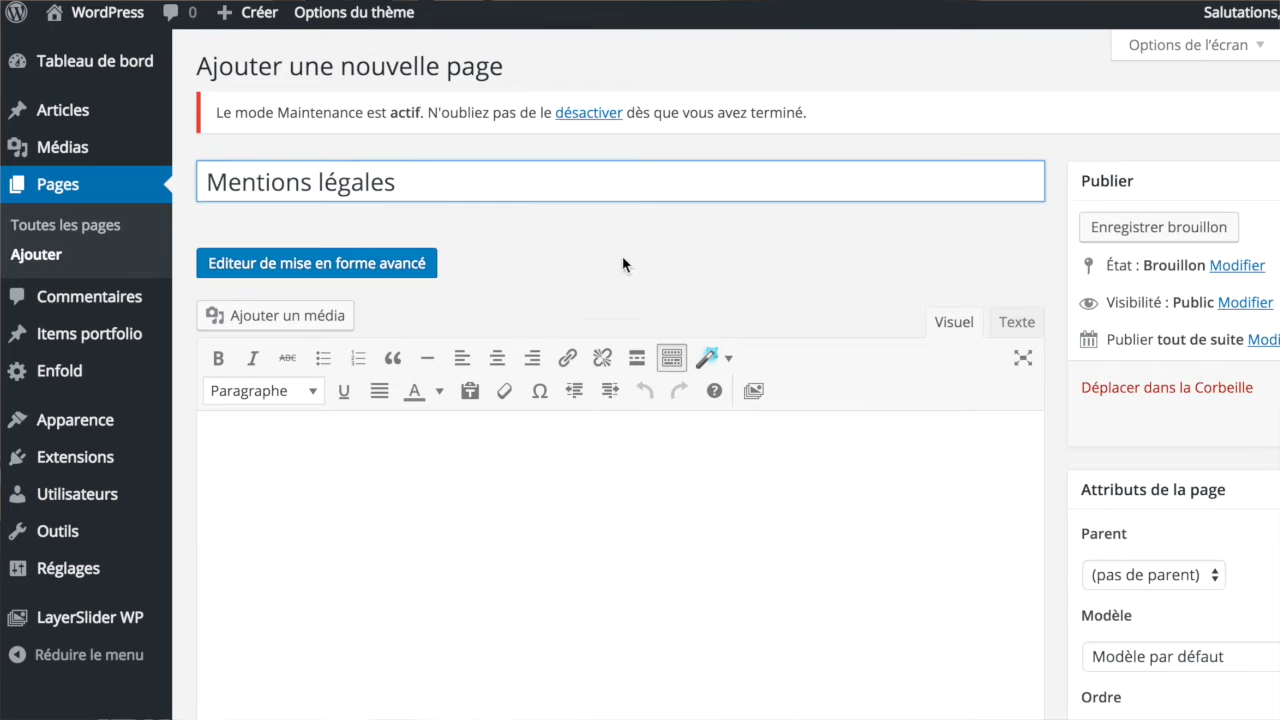 WordPress 0 Créer Options du thème Salutations,
Options de l'écran
Tableau de bord
Articles
Médias
Pages
Toutes les pages
Ajouter
Commentaires
Items portfolio
Enfold
Apparence
Extensions
Utilisateurs
Outils
Réglages
LayerSlider WP
Réduire le menu
Ajouter une nouvelle page
Le mode Maintenance est actif. N'oubliez pas de le désactiver dès que vous avez terminé.
Mentions légales
Editeur de mise en forme avancé
Ajouter un média
Visuel Texte
B I ABC
Paragraphe U A Ω
Publier
Enregistrer brouillon
État : Brouillon Modifier
Visibilité : Public Modifier
Publier tout de suite Modi
Déplacer dans la Corbeille
Attributs de la page
Parent
(pas de parent)
Modèle
Modèle par défaut
Ordre